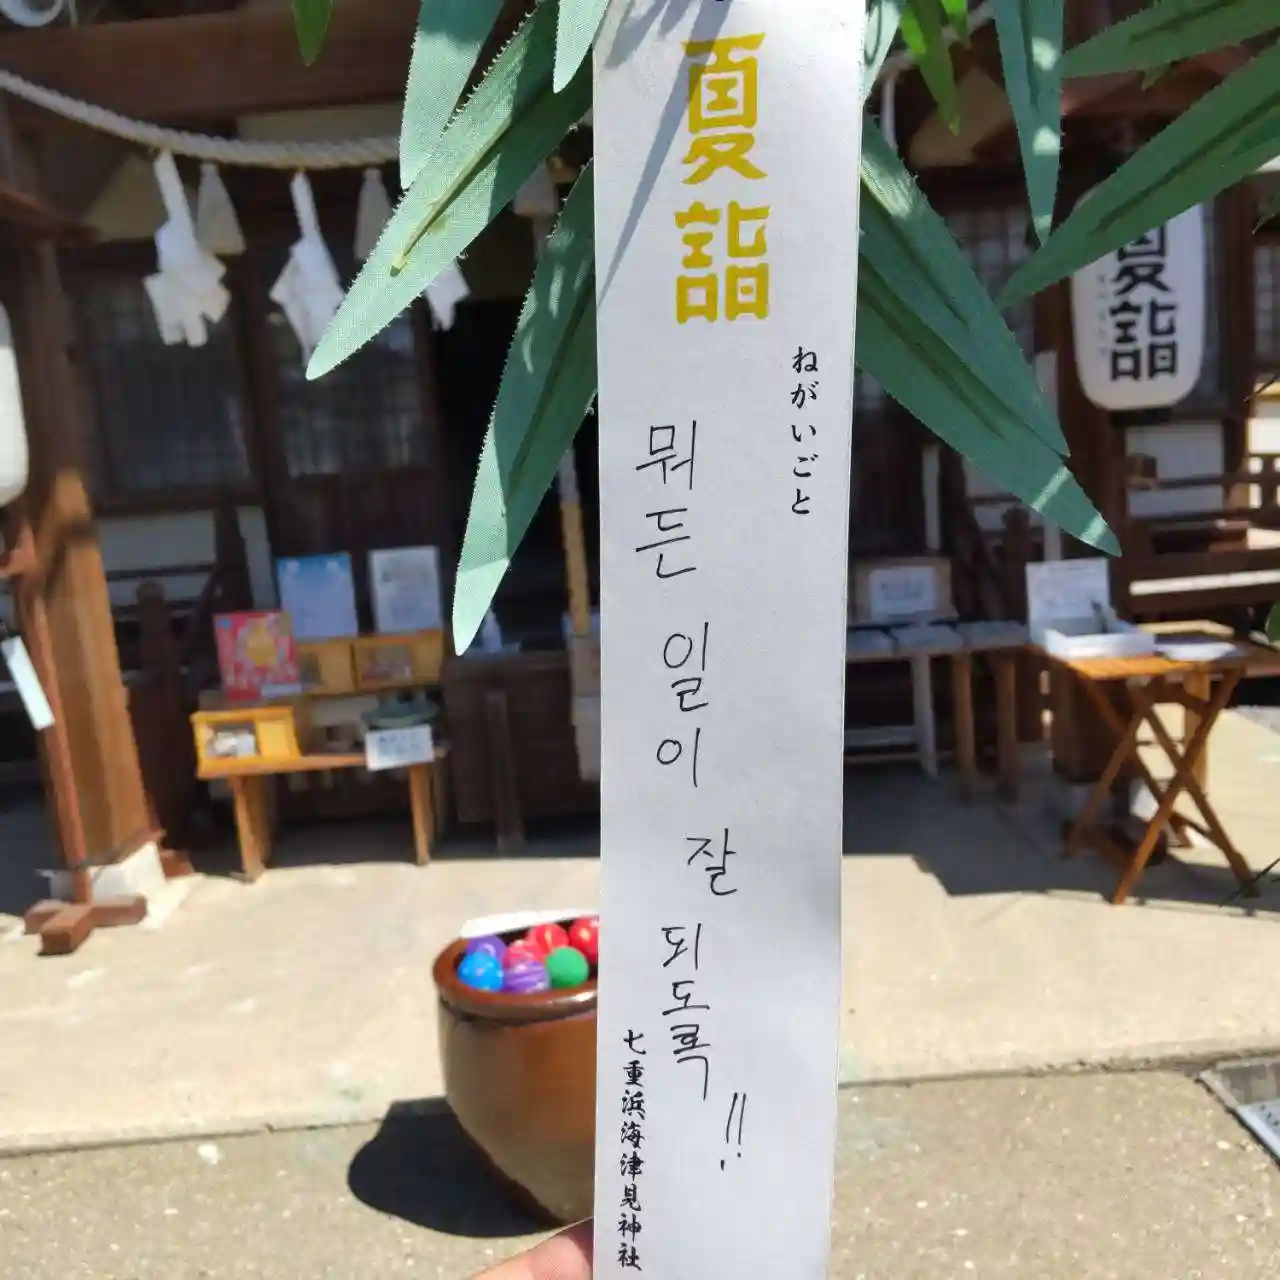 夏詣
ねがいごと
뭐든 일이 잘 되도록!!
七重浜海津見神社
夏詣